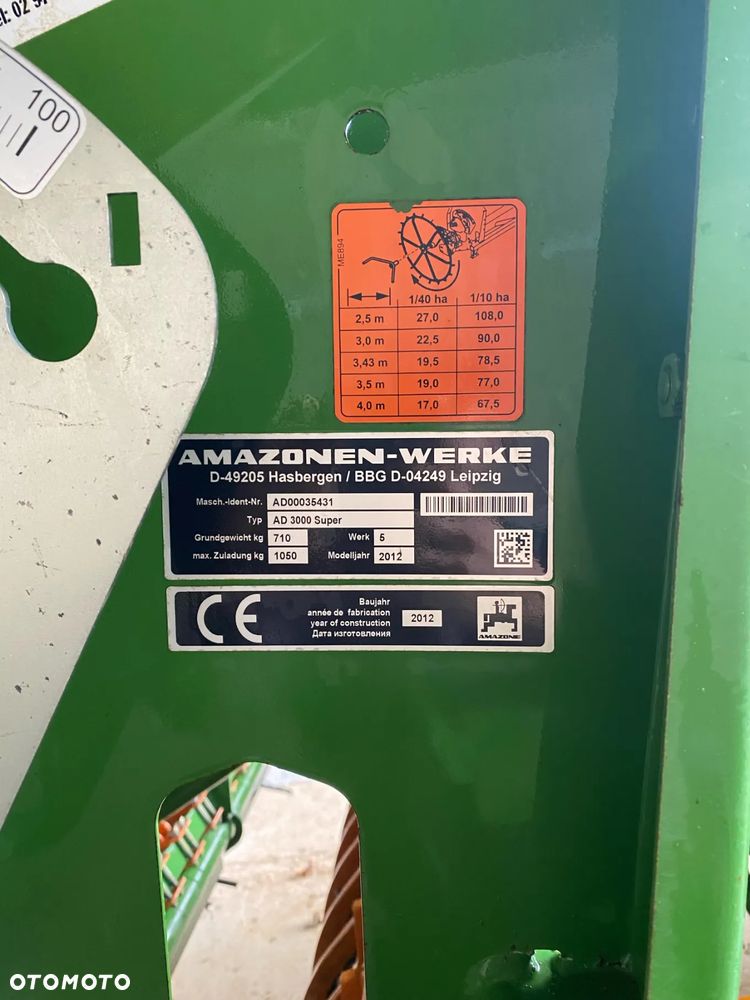 100
ME894
1/40 ha 1/10 ha
2,5 m 27,0 108,0
3,0 m 22,5 90,0
3,43 m 19,5 78,5
3,5 m 19,0 77,0
4,0 m 17,0 67,5
AMAZONEN-WERKE
D-49205 Hasbergen / BBG D-04249 Leipzig
Masch.-Ident-Nr. AD00035431
Typ AD 3000 Super
Grundgewicht kg 710 Werk 5
max. Zuladung kg 1050 Modelljahr 2012
CE
Baujahr
année de fabrication
year of construction 2012
Дата изготовления
AMAZONE
OTOMOTO